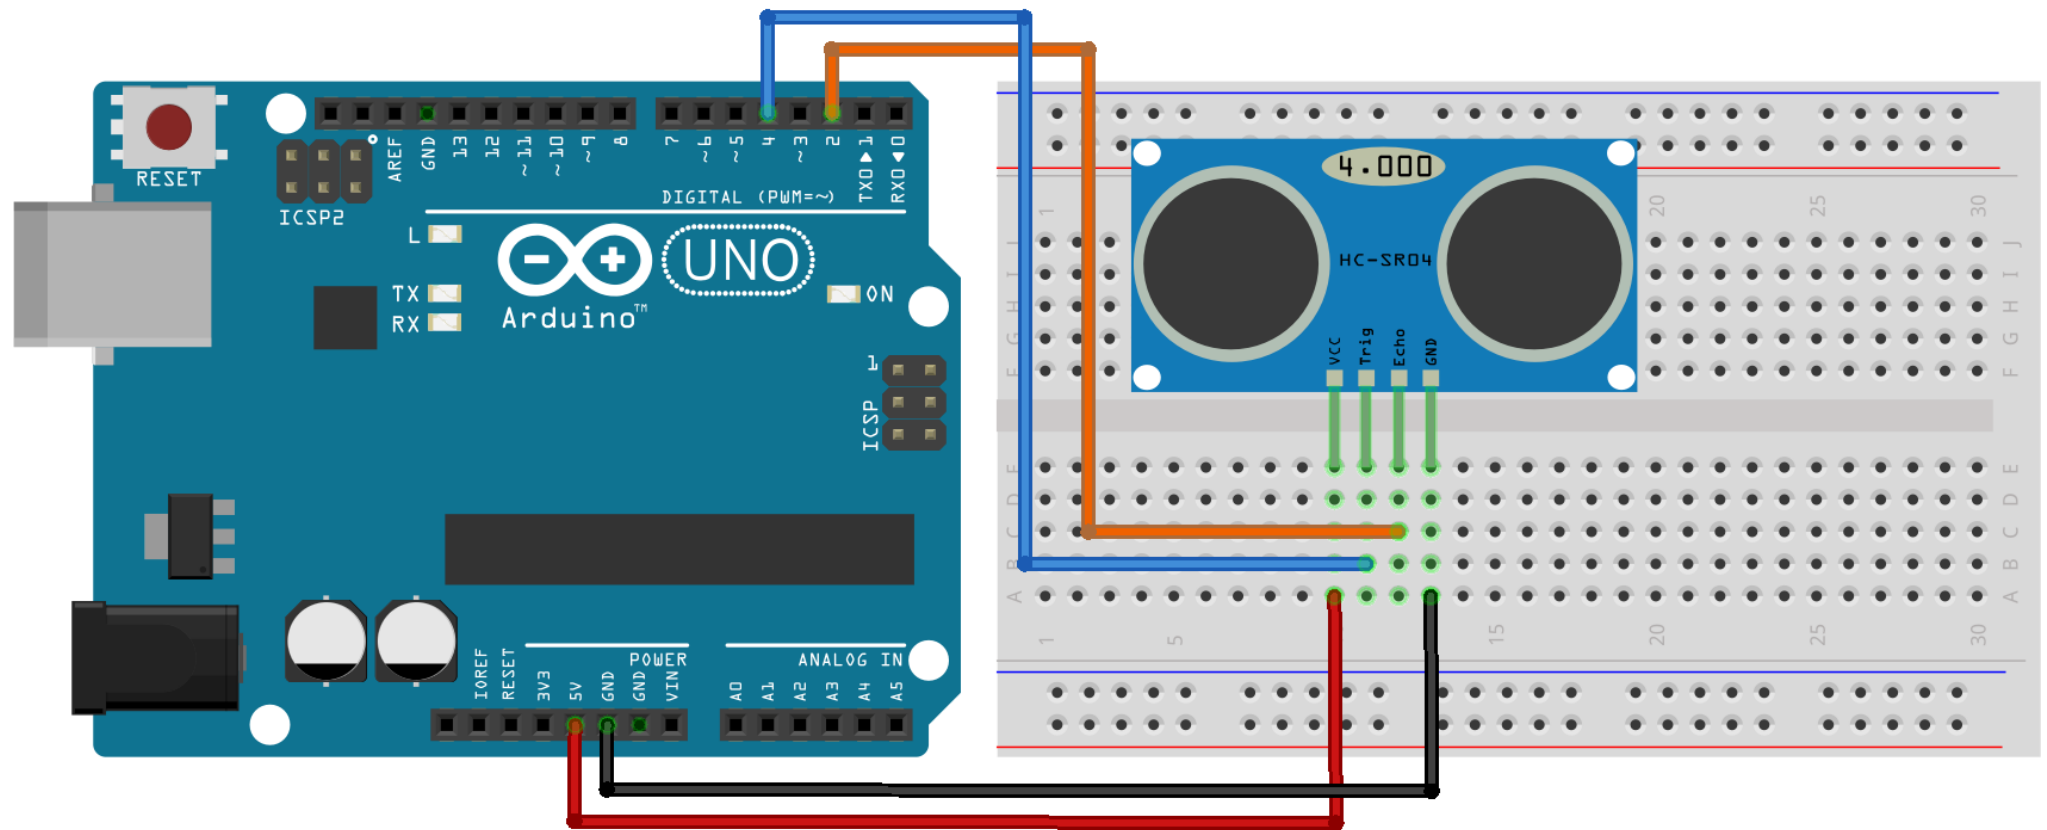 RESET
ICSP2
AREF
GND
13
12
~11
~10
~9
8
7
~6
~5
4
~3
2
TX0▶1
RX0◀0
DIGITAL (PWM=~)
L
TX
RX
Arduino™
UNO
ON
1
ICSP
IOREF
RESET
3V3
5V
GND
GND
VIN
POWER
ANALOG IN
A0
A1
A2
A3
A4
A5
4.000
HC-SR04
VCC
Trig
Echo
GND
1
20
25
30
J
I
H
G
F
I
H
G
F
E
D
C
B
A
E
D
C
B
A
1
5
15
20
25
30